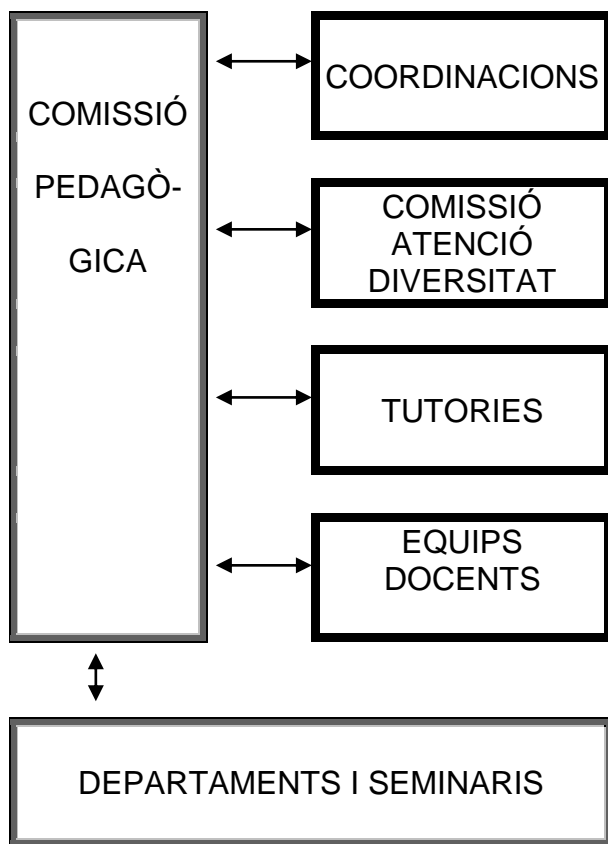 COMISSIÓ
PEDAGÒ-
GICA
COORDINACIONS
COMISSIÓ
ATENCIÓ
DIVERSITAT
TUTORIES
EQUIPS
DOCENTS
DEPARTAMENTS I SEMINARIS